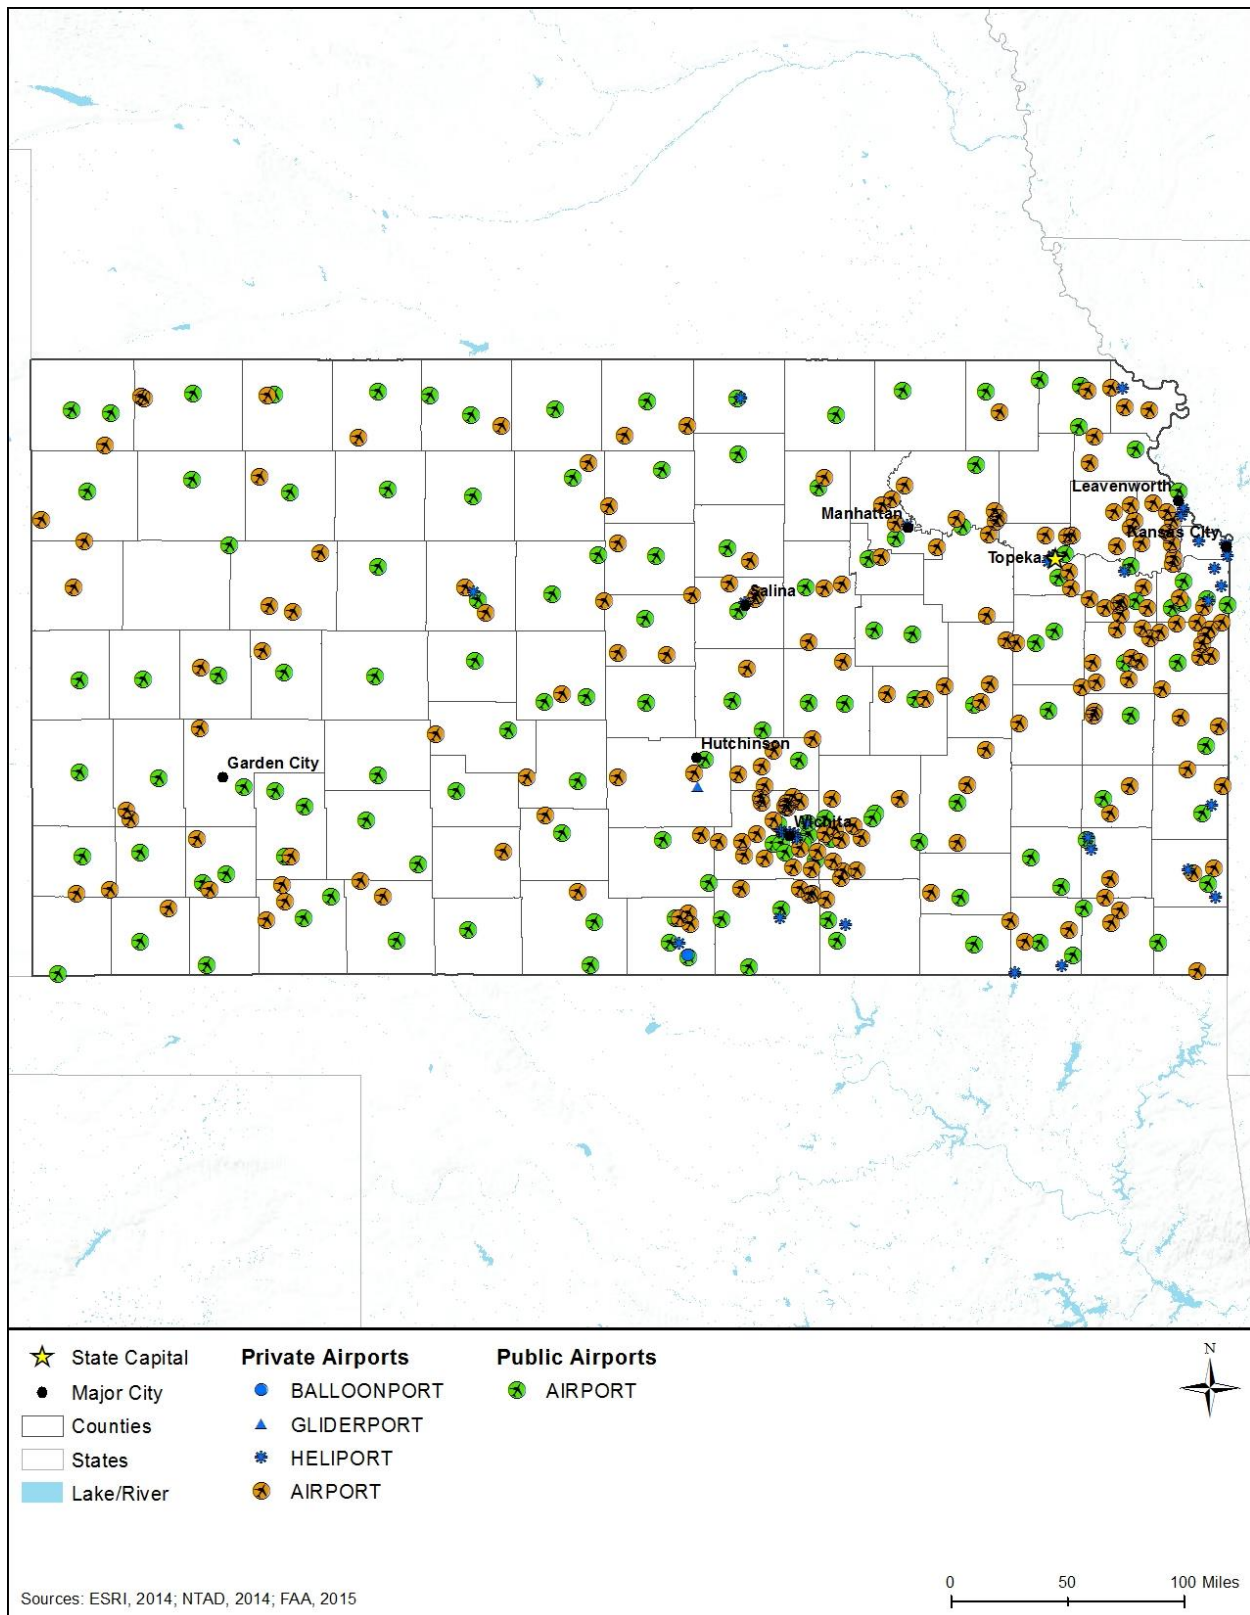 Leavenworth
Manhattan
Kansas City
Topeka
Salina
Hutchinson
Garden City
Wichita
State Capital
Major City
Counties
States
Lake/River
Private Airports
BALLOONPORT
GLIDERPORT
HELIPORT
AIRPORT
Public Airports
AIRPORT
N
Sources: ESRI, 2014; NTAD, 2014; FAA, 2015
0 50 100 Miles